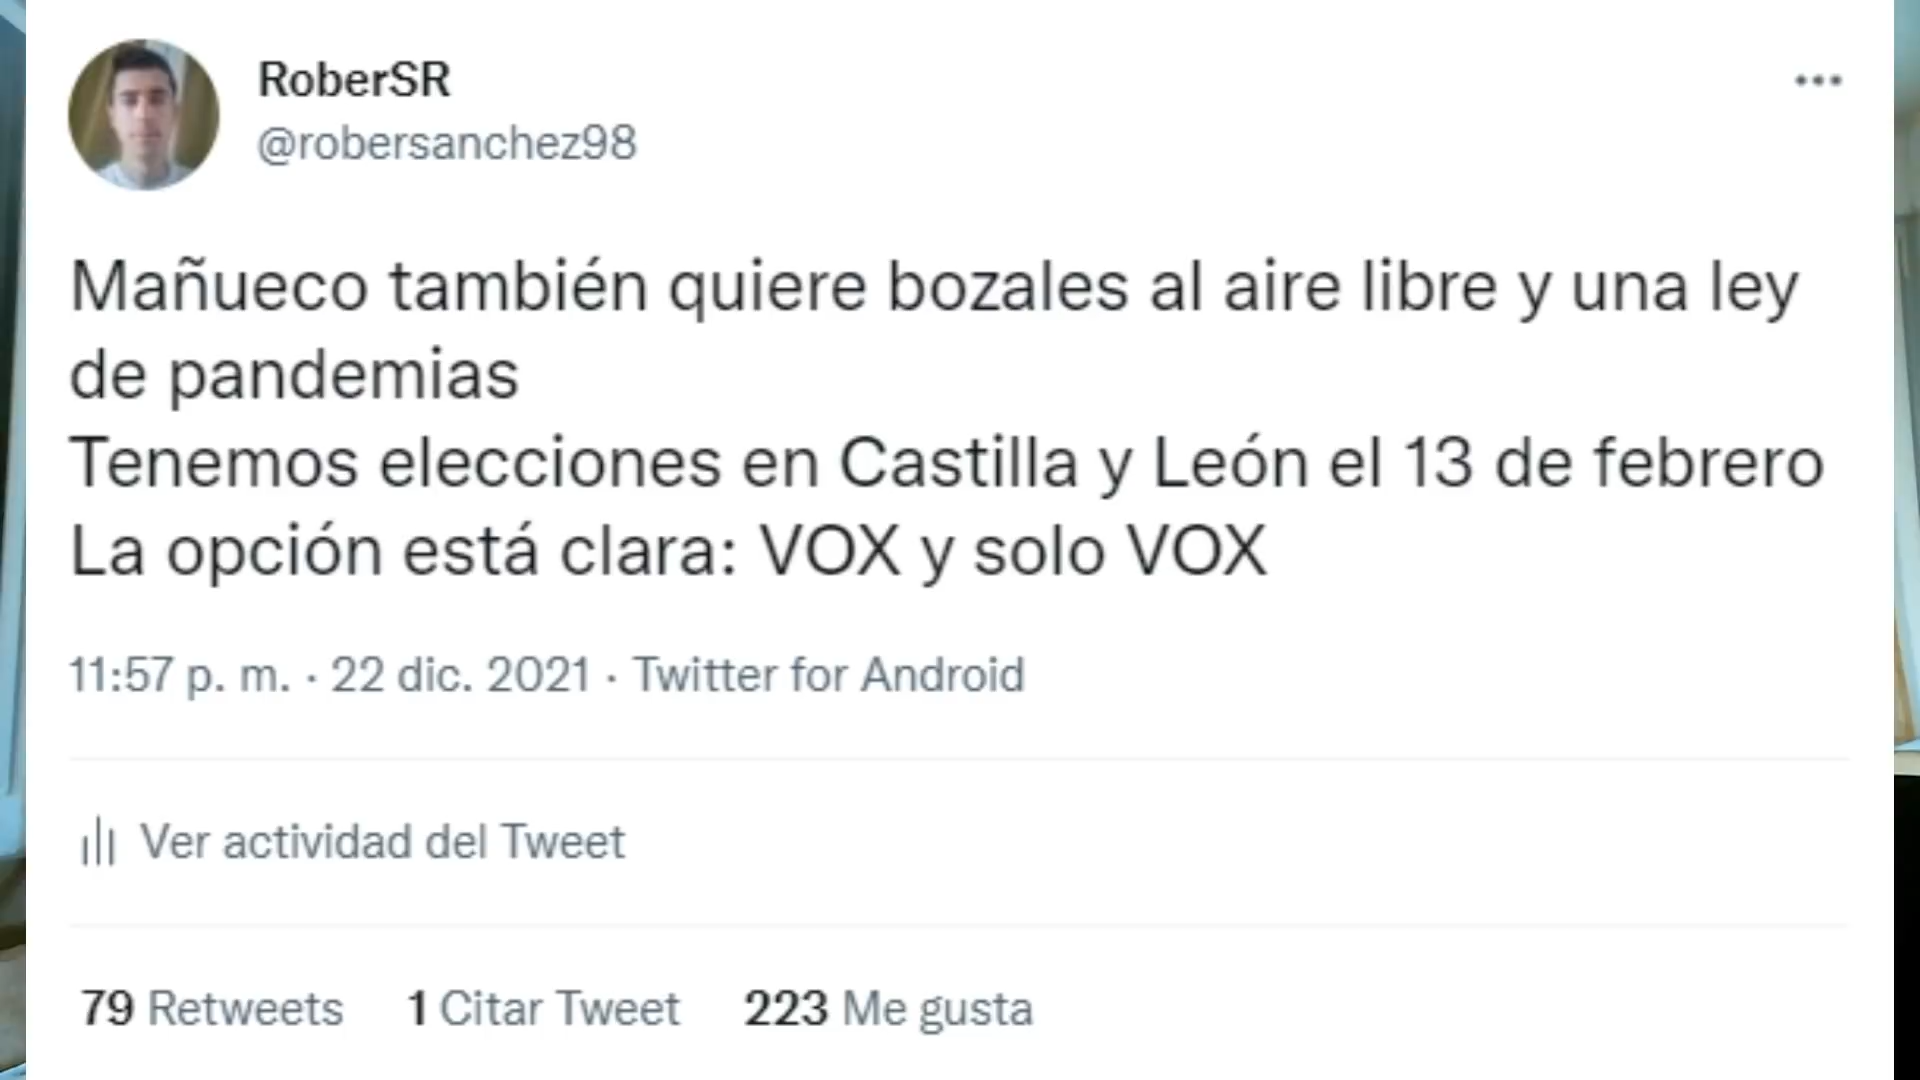 RoberSR
@robersanchez98
Mañueco también quiere bozales al aire libre y una ley
de pandemias
Tenemos elecciones en Castilla y León el 13 de febrero
La opción está clara: VOX y solo VOX
11:57 p. m. · 22 dic. 2021 · Twitter for Android
Ver actividad del Tweet
79 Retweets 1 Citar Tweet 223 Me gusta